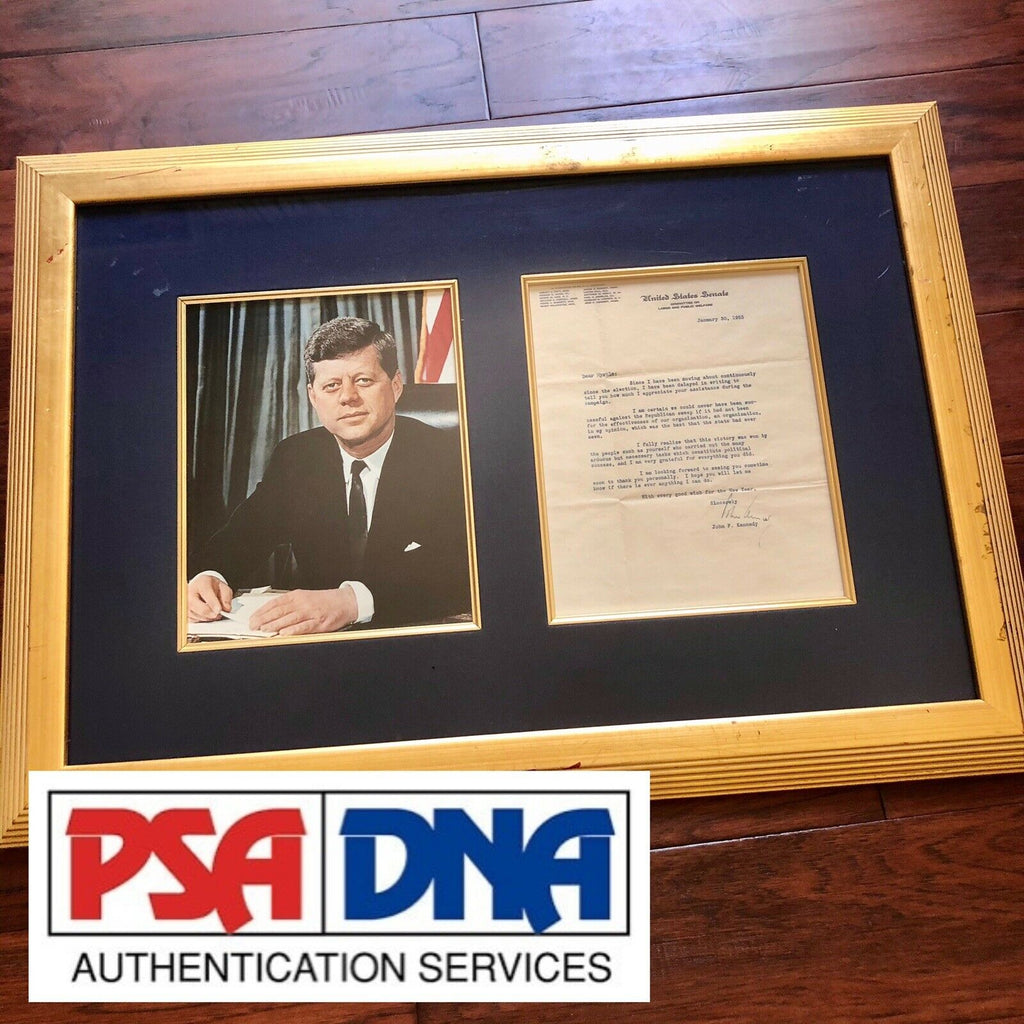 United States Senate
COMMITTEE ON
LABOR AND PUBLIC WELFARE
January 30, 1953
Dear
Since I have been moving about continuously
since the election, I have been delayed in writing to
tell you how much I appreciate your assistance during the
campaign.
I am certain we could never have been suc-
cessful against the Republican sweep if it had not been
for the effectiveness of our organization, an organization,
in my opinion, which was the best that the state had ever
seen.
I fully realize that this victory was won by
the people such as yourself who carried out the many
arduous but necessary tasks which constitute political
success, and I am very grateful for everything you did.
I am looking forward to seeing you sometime
soon to thank you personally. I hope you will let me
know if there is ever anything I can do.
With every good wish for the New Year,
Sincerely
John F. Kennedy
PSA DNA
AUTHENTICATION SERVICES